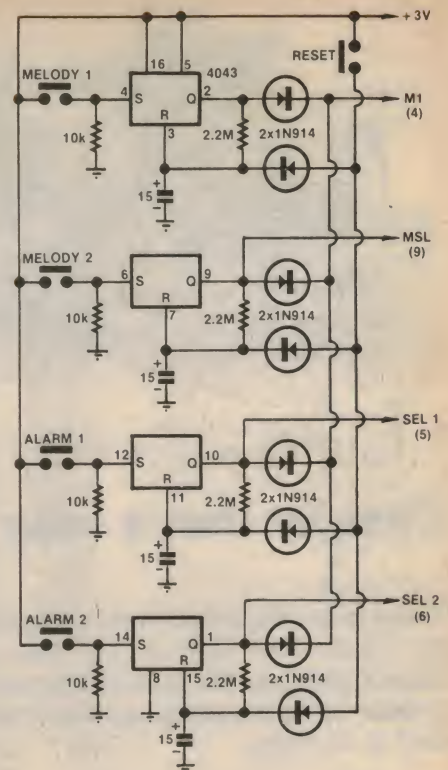 +3V
RESET
16
5
4043
MELODY 1
4
S
Q
2
R
3
M1
(4)
10k
2.2M
2x1N914
+
15
−
MELODY 2
6
S
Q
9
R
7
MSL
(9)
10k
2.2M
2x1N914
+
15
−
ALARM 1
12
S
Q
10
R
11
SEL 1
(5)
10k
2.2M
2x1N914
+
15
−
ALARM 2
14
S
Q
1
R
8
15
SEL 2
(6)
10k
2.2M
2x1N914
+
15
−